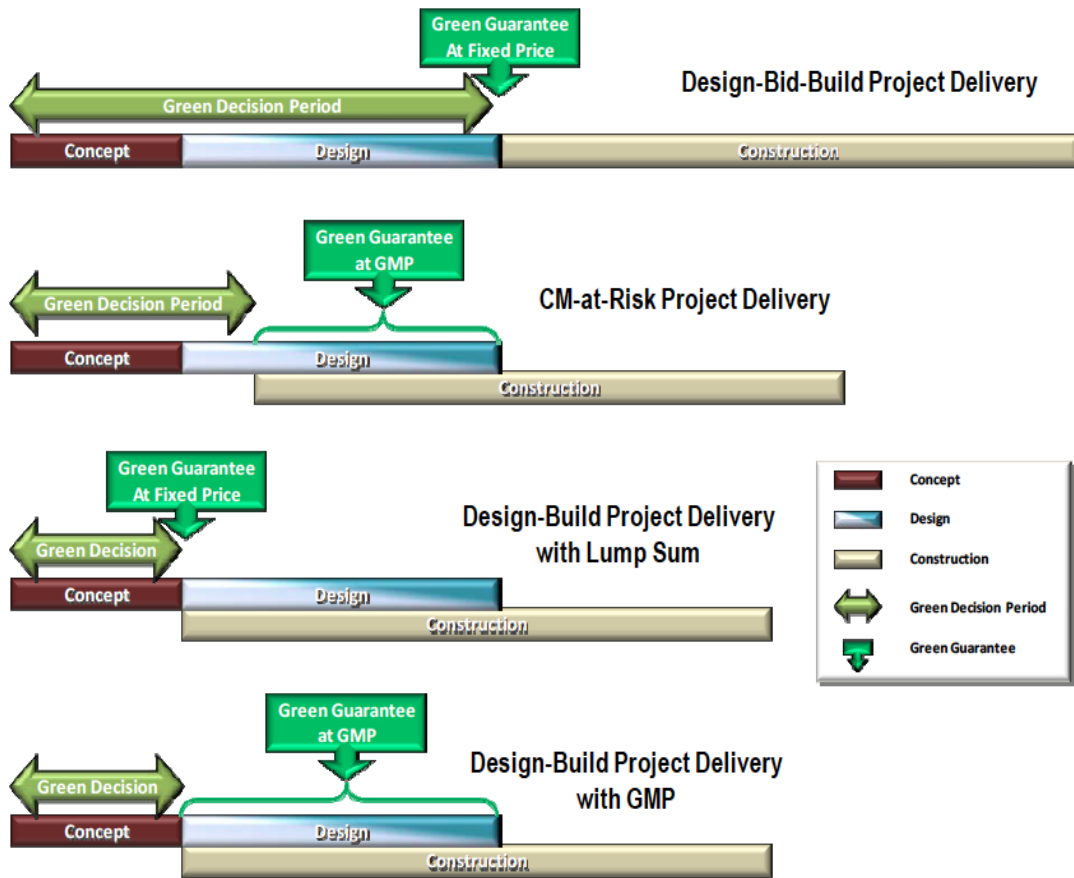 Green Guarantee
At Fixed Price
Design-Bid-Build Project Delivery
Green Decision Period
Concept
Design
Construction
Green Guarantee
at GMP
CM-at-Risk Project Delivery
Green Decision Period
Concept
Design
Construction
Green Guarantee
At Fixed Price
Design-Build Project Delivery
with Lump Sum
Green Decision
Concept
Design
Construction
Concept
Design
Construction
Green Decision Period
Green Guarantee
Green Guarantee
at GMP
Design-Build Project Delivery
with GMP
Green Decision
Concept
Design
Construction